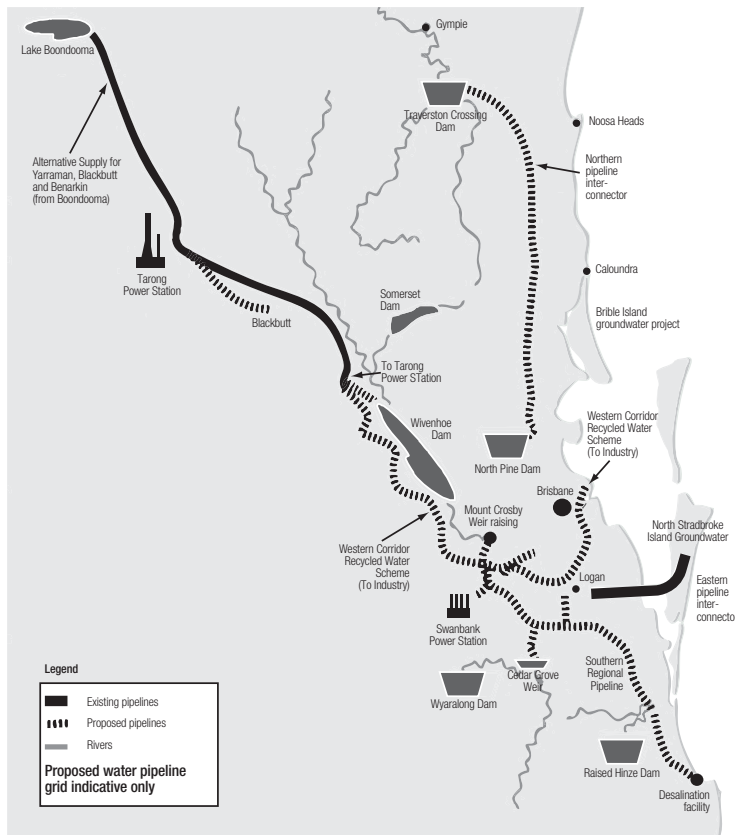 Gympie
Lake Boondooma
Traverston Crossing
Dam
Noosa Heads
Alternative Supply for
Yarraman, Blackbutt
and Benarkin
(from Boondooma)
Northern
pipeline
inter-
connector
Tarong
Power Station
Caloundra
Somerset
Dam
Brible Island
groundwater project
Blackbutt
To Tarong
Power STation
Wivenhoe
Dam
Western Corridor
Recycled Water
Scheme
(To Industry)
North Pine Dam
Brisbane
Mount Crosby
Weir raising
North Stradbroke
Island Groundwater
Western Corridor
Recycled Water
Scheme
(To Industry)
Logan
Eastern
pipeline
inter-
connecto
Swanbank
Power Station
Southern
Regional
Pipeline
Cedar Grove
Weir
Wyaralong Dam
Raised Hinze Dam
Desalination
facility
Legend
Existing pipelines
Proposed pipelines
Rivers
Proposed water pipeline
grid indicative only